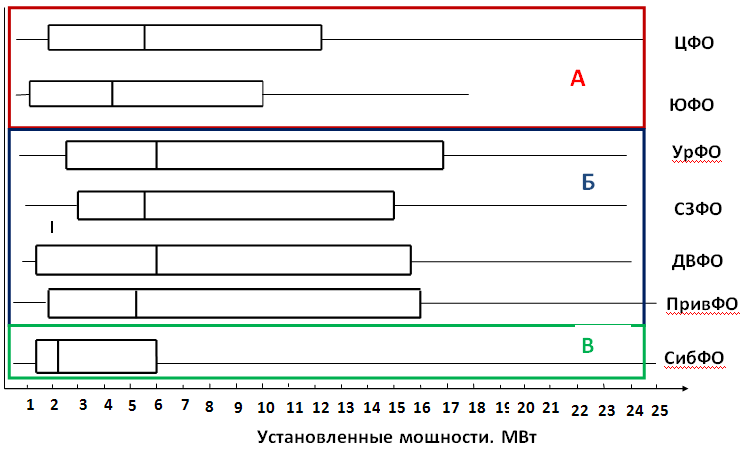 ЦФО
А
ЮФО
УрФО
Б
СЗФО
I
ДВФО
ПривФО
В
СибФО
1 2 3 4 5 6 7 8 9 10 11 12 13 14 15 16 17 18 19 20 21 22 23 24 25
Установленные мощности. МВт